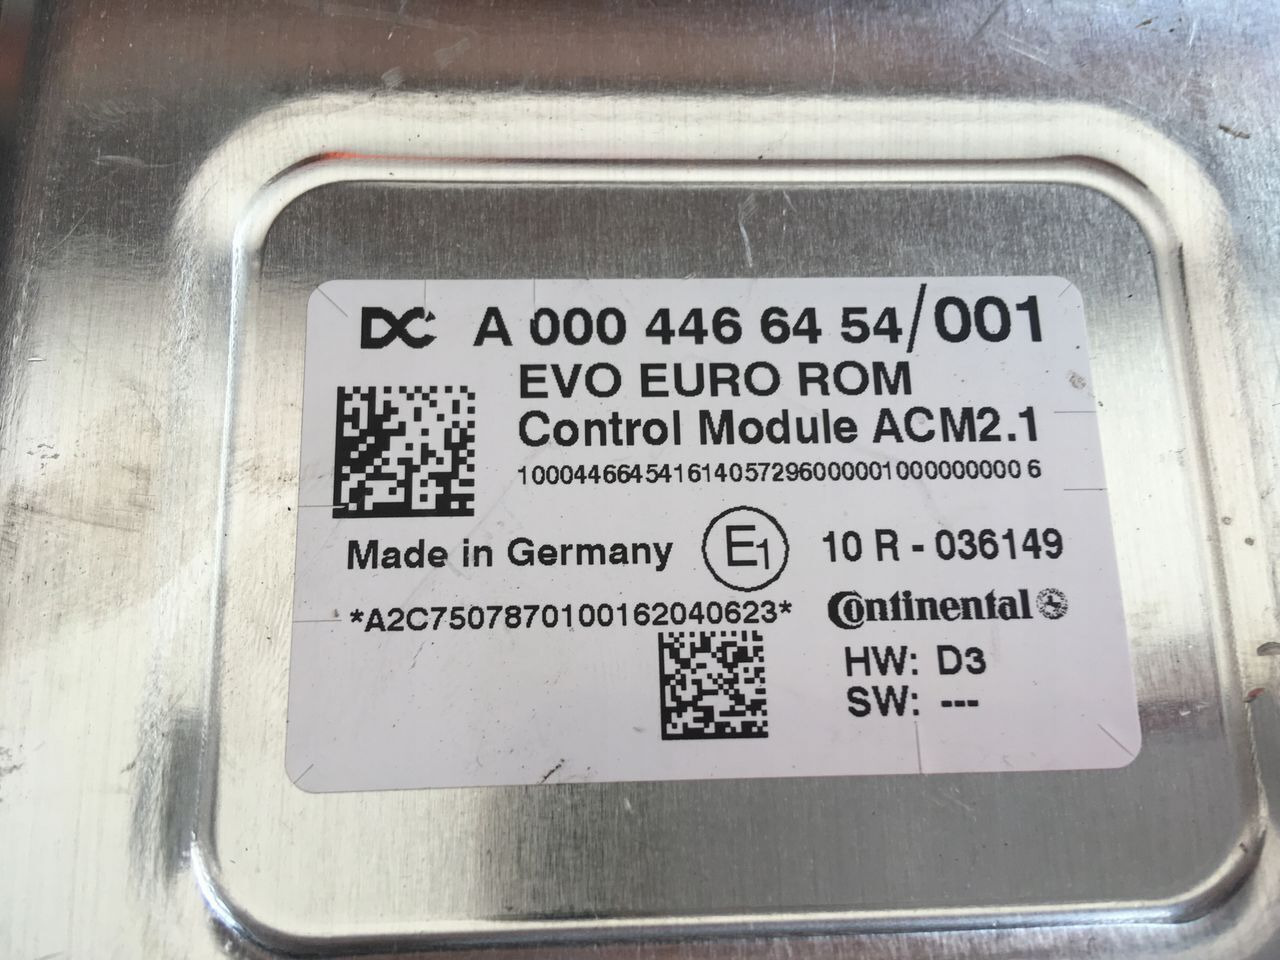 DC A 000 446 64 54/001
EVO EURO ROM
Control Module ACM2.1
10004466454161405729600000100000000006
Made in Germany E1 10 R - 036149
*A2C7507870100162040623* Continental
HW: D3
SW: ---